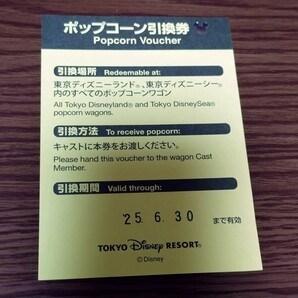 ポップコーン引換券
Popcorn Voucher
引換場所 Redeemable at:
東京ディズニーランド®、東京ディズニーシー®
内のすべてのポップコーンワゴン
All Tokyo Disneyland® and Tokyo DisneySea®
popcorn wagons.
引換方法 To receive popcorn:
キャストに本券をお渡しください。
Please hand this voucher to the wagon Cast
Member.
引換期間 Valid through:
'25. 6. 30 まで有効
TOKYO Disney RESORT®
©Disney